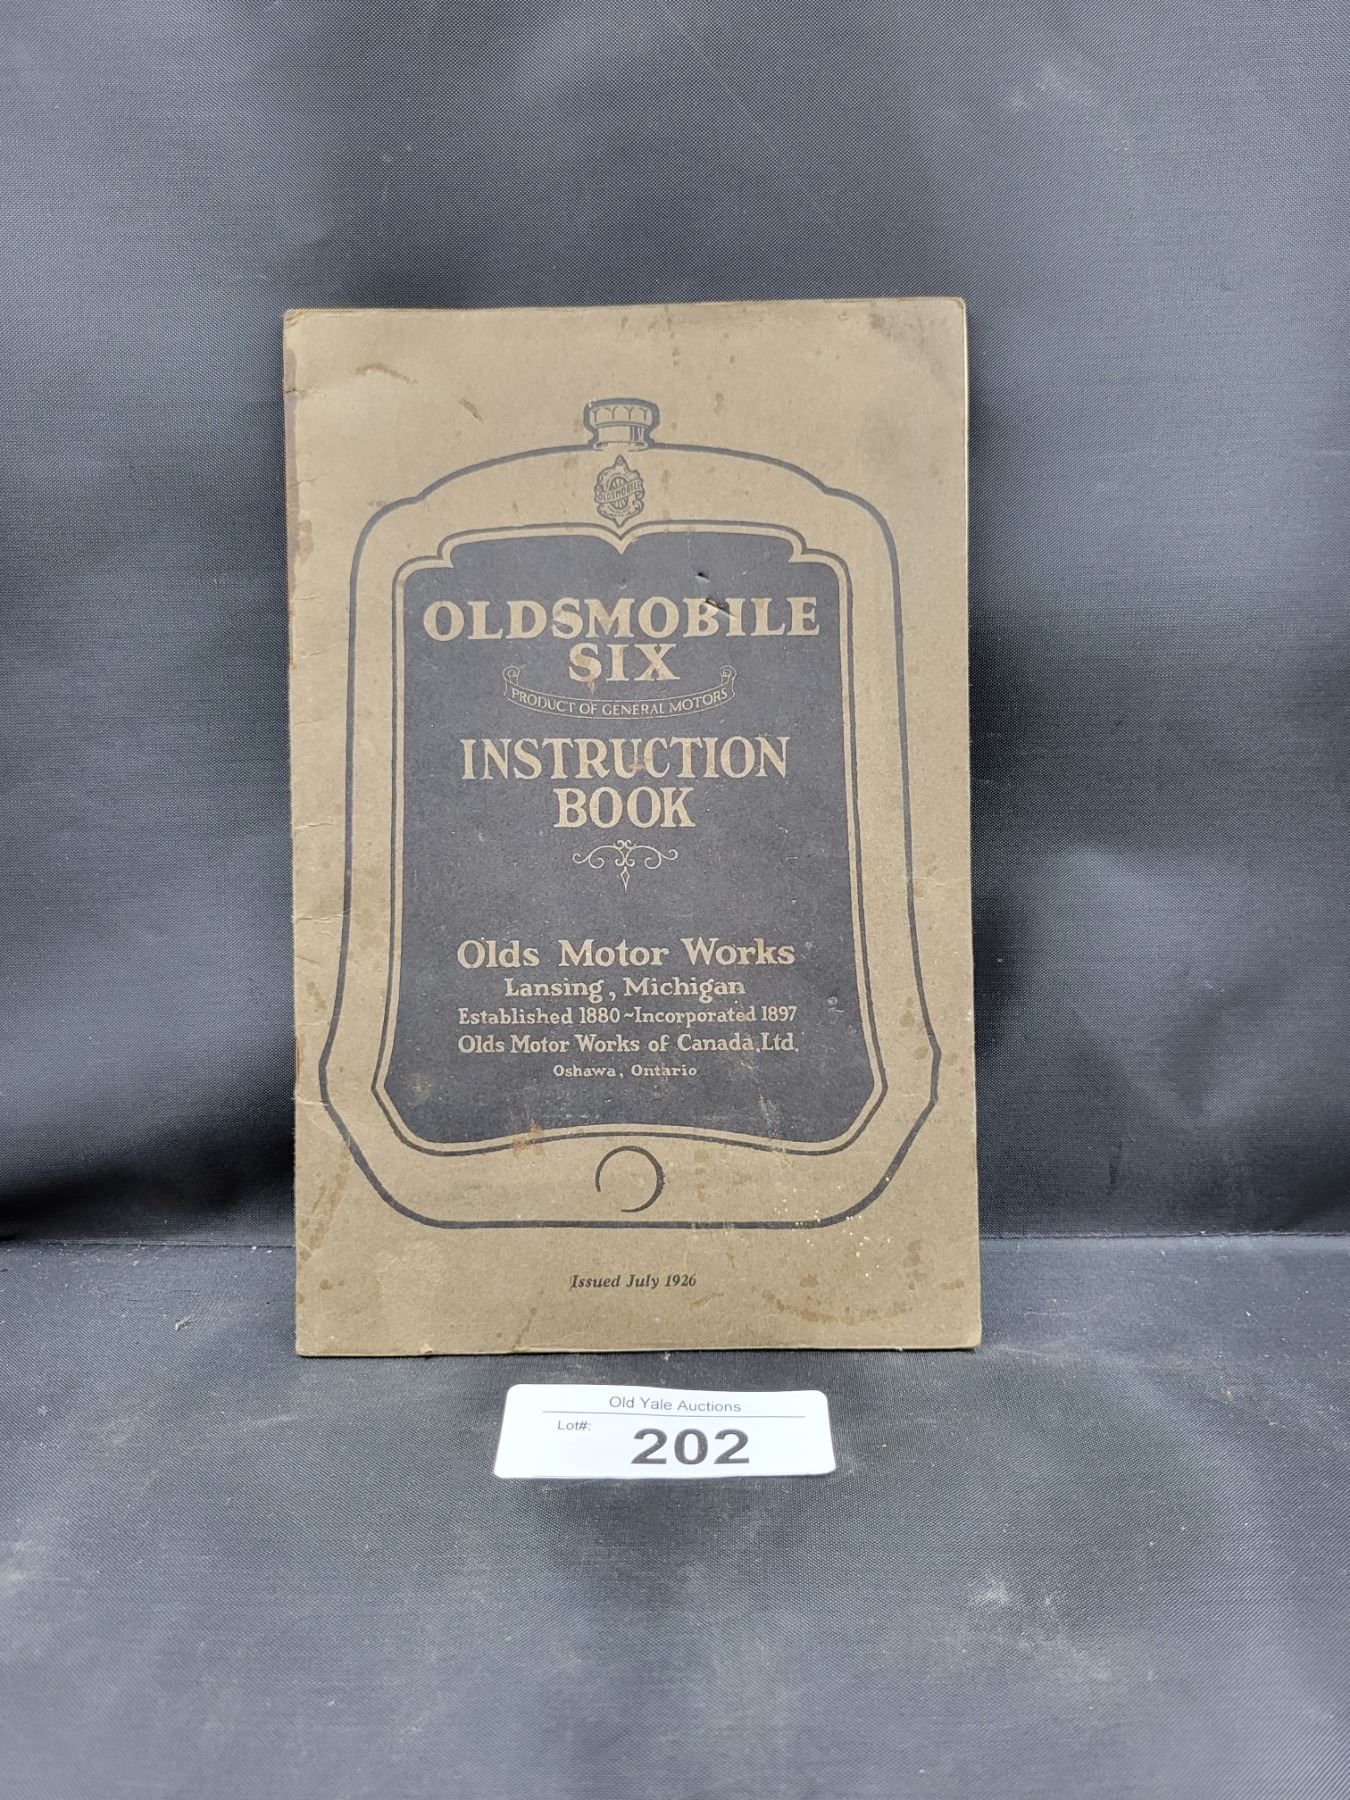 OLDSMOBILE
OLDSMOBILE
SIX
PRODUCT OF GENERAL MOTORS
INSTRUCTION
BOOK
Olds Motor Works
Lansing, Michigan
Established 1880~Incorporated 1897
Olds Motor Works of Canada, Ltd.
Oshawa, Ontario
Issued July 1926
Old Yale Auctions
Lot#:
202